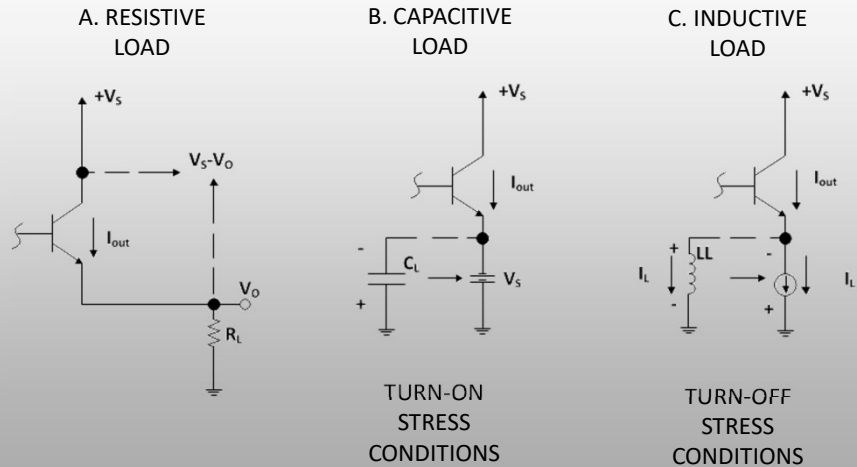 A. RESISTIVE
LOAD
+VS
VS-VO
Iout
VO
RL
B. CAPACITIVE
LOAD
+VS
Iout
-
CL
+
VS
TURN-ON
STRESS
CONDITIONS
C. INDUCTIVE
LOAD
+VS
Iout
+
LL
-
IL
-
+
IL
TURN-OFF
STRESS
CONDITIONS